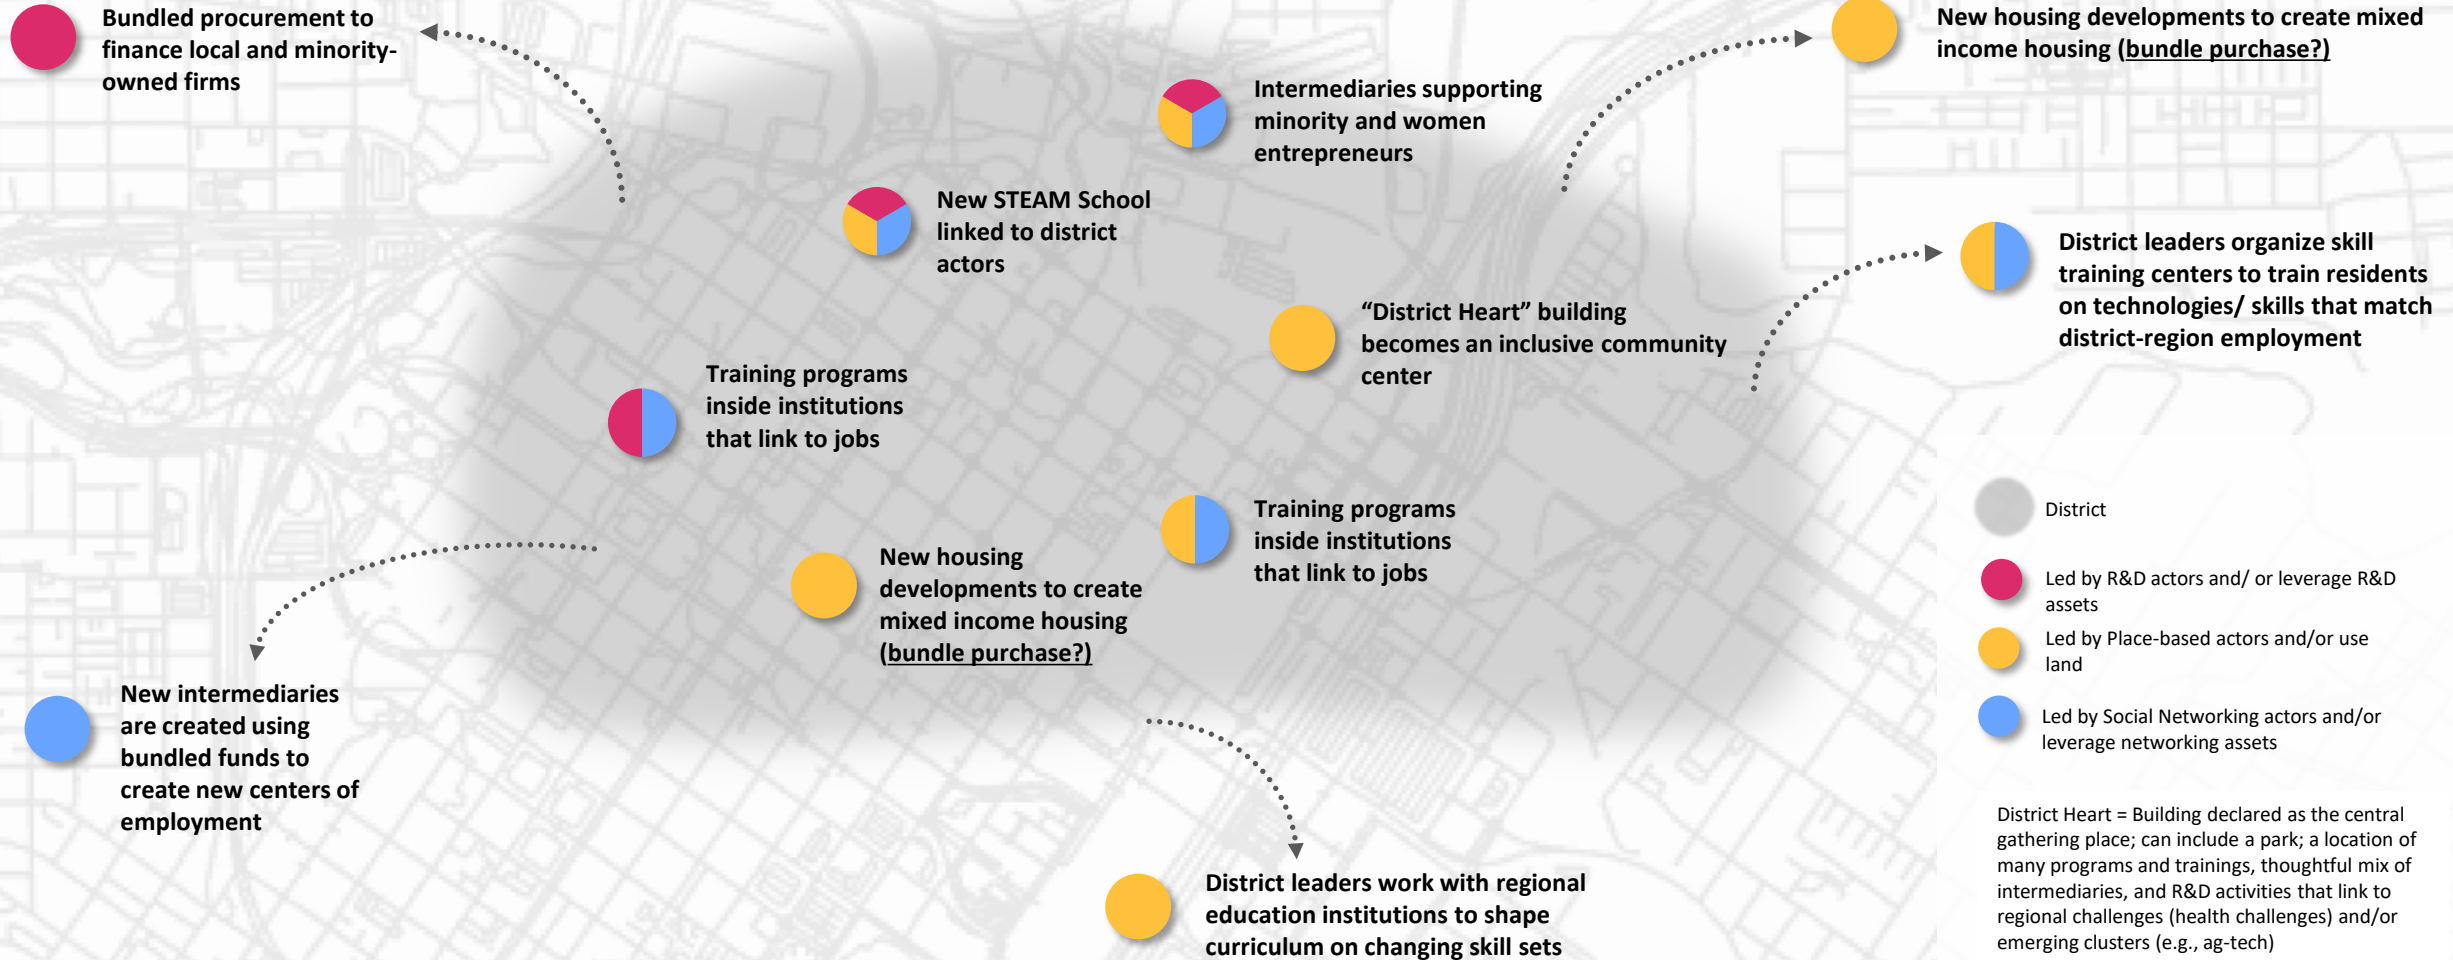 Bundled procurement to
finance local and minority-
owned firms
New housing developments to create mixed
income housing (bundle purchase?)
Intermediaries supporting
minority and women
entrepreneurs
New STEAM School
linked to district
actors
District leaders organize skill
training centers to train residents
on technologies/ skills that match
district-region employment
“District Heart” building
becomes an inclusive community
center
Training programs
inside institutions
that link to jobs
Training programs
inside institutions
that link to jobs
New housing
developments to create
mixed income housing
(bundle purchase?)
New intermediaries
are created using
bundled funds to
create new centers of
employment
District leaders work with regional
education institutions to shape
curriculum on changing skill sets
District
Led by R&D actors and/ or leverage R&D
assets
Led by Place-based actors and/or use
land
Led by Social Networking actors and/or
leverage networking assets
District Heart = Building declared as the central
gathering place; can include a park; a location of
many programs and trainings, thoughtful mix of
intermediaries, and R&D activities that link to
regional challenges (health challenges) and/or
emerging clusters (e.g., ag-tech)